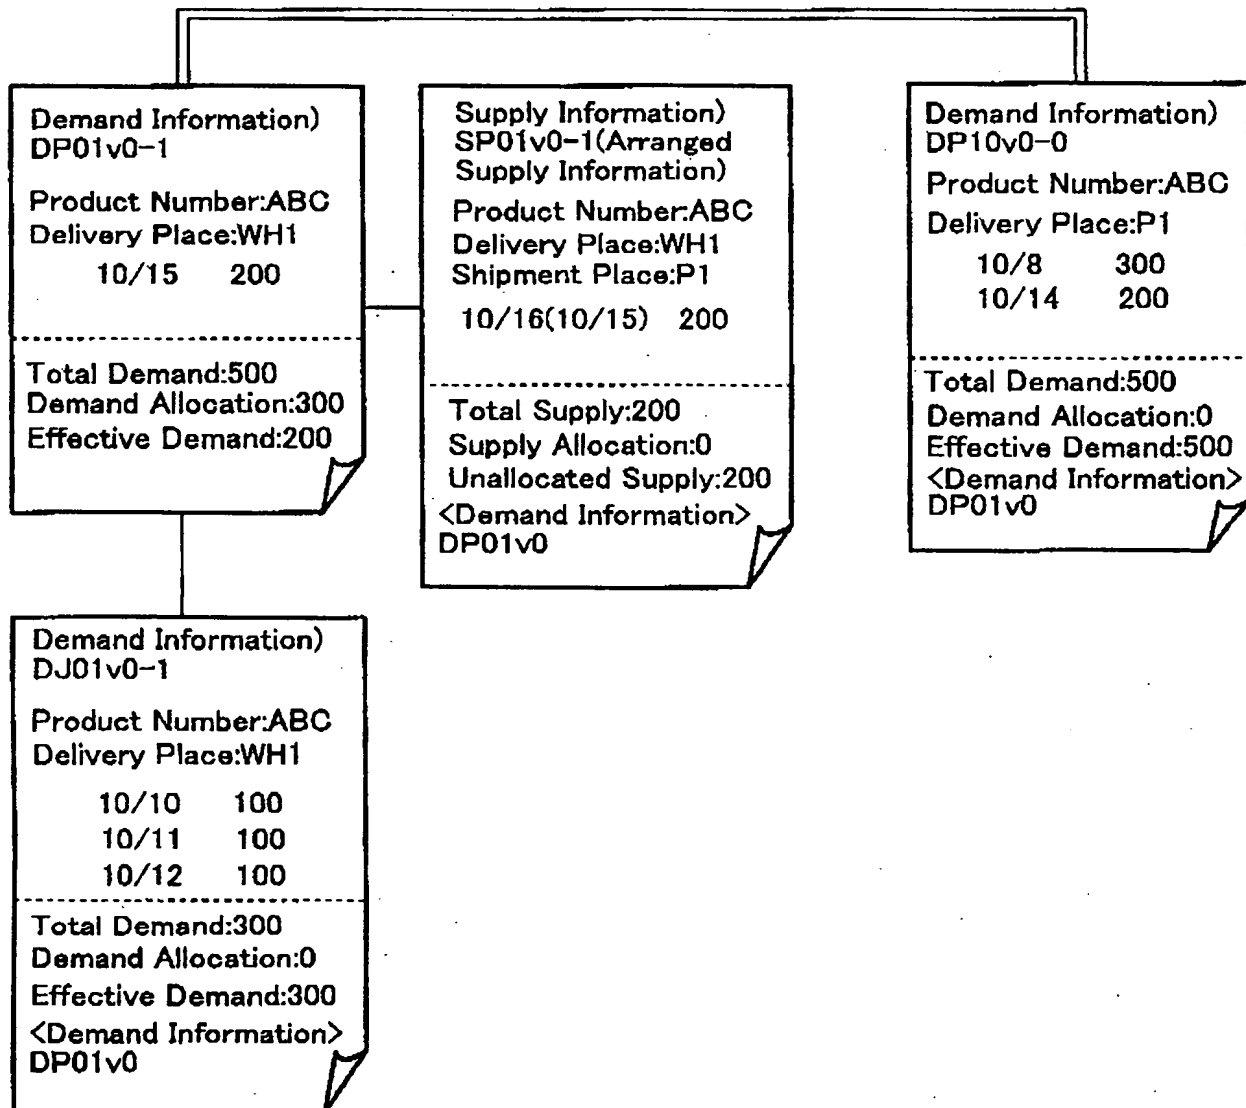 Demand Information)
DP01v0-1
Product Number:ABC
Delivery Place:WH1
10/15 200
Total Demand:500
Demand Allocation:300
Effective Demand:200
Supply Information)
SP01v0-1(Arranged
Supply Information)
Product Number:ABC
Delivery Place:WH1
Shipment Place:P1
10/16(10/15) 200
Total Supply:200
Supply Allocation:0
Unallocated Supply:200
<Demand Information>
DP01v0
Demand Information)
DP10v0-0
Product Number:ABC
Delivery Place:P1
10/8 300
10/14 200
Total Demand:500
Demand Allocation:0
Effective Demand:500
<Demand Information>
DP01v0
Demand Information)
DJ01v0-1
Product Number:ABC
Delivery Place:WH1
10/10 100
10/11 100
10/12 100
Total Demand:300
Demand Allocation:0
Effective Demand:300
<Demand Information>
DP01v0